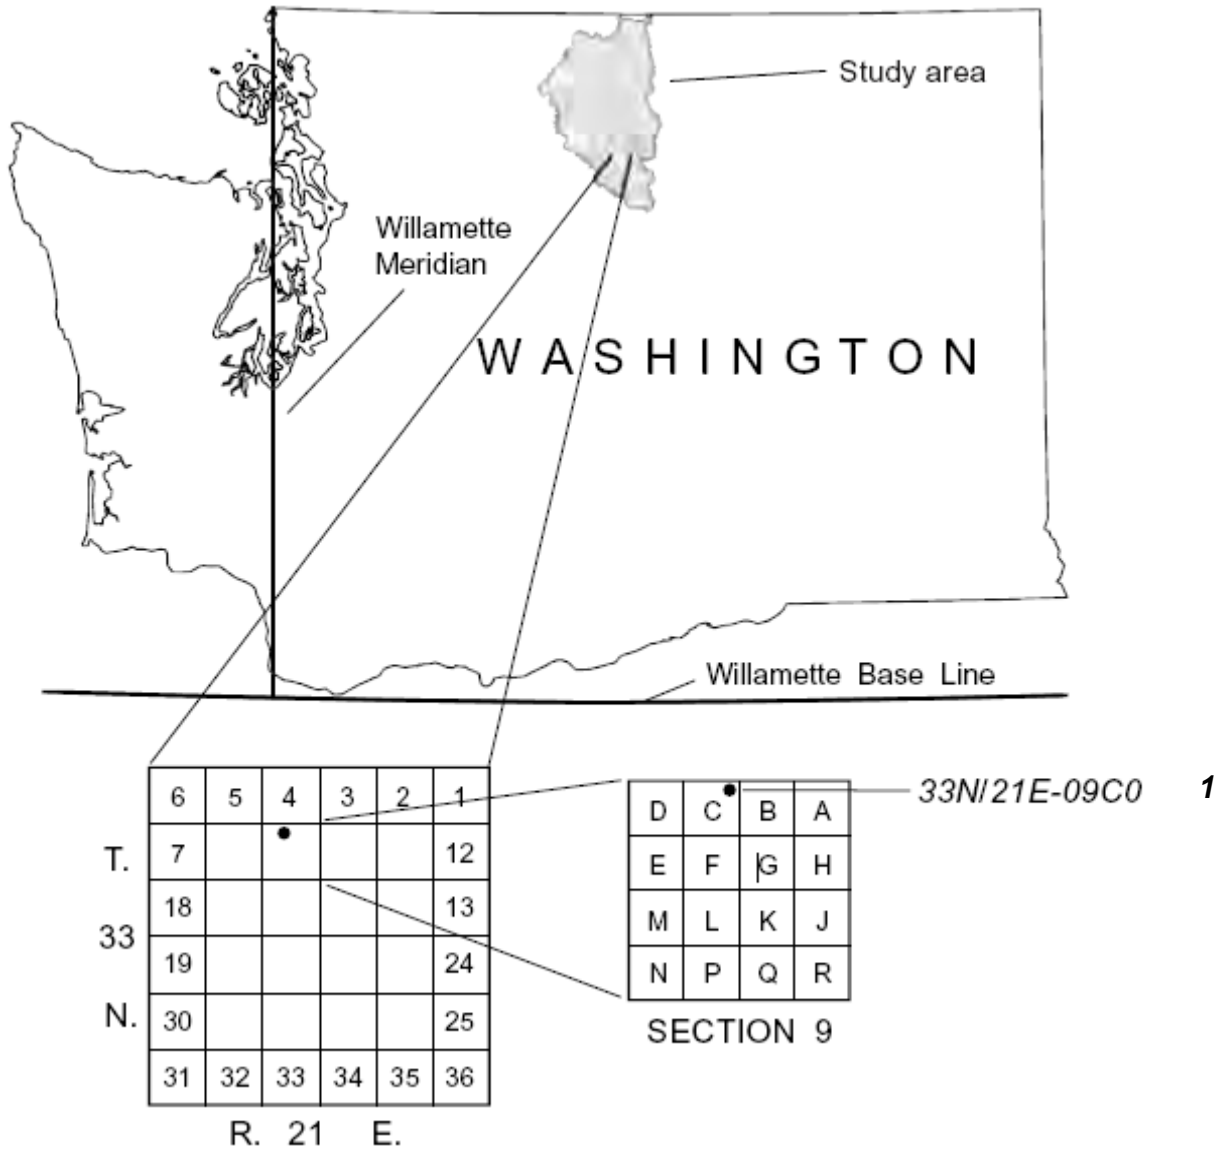 Study area
Willamette
Meridian
WASHINGTON
Willamette Base Line
6 5 4 3 2 1
7 12
18 13
19 24
30 25
31 32 33 34 35 36
T.
33
N.
R. 21 E.
D C B A
E F G H
M L K J
N P Q R
SECTION 9
33N/21E-09C0 1